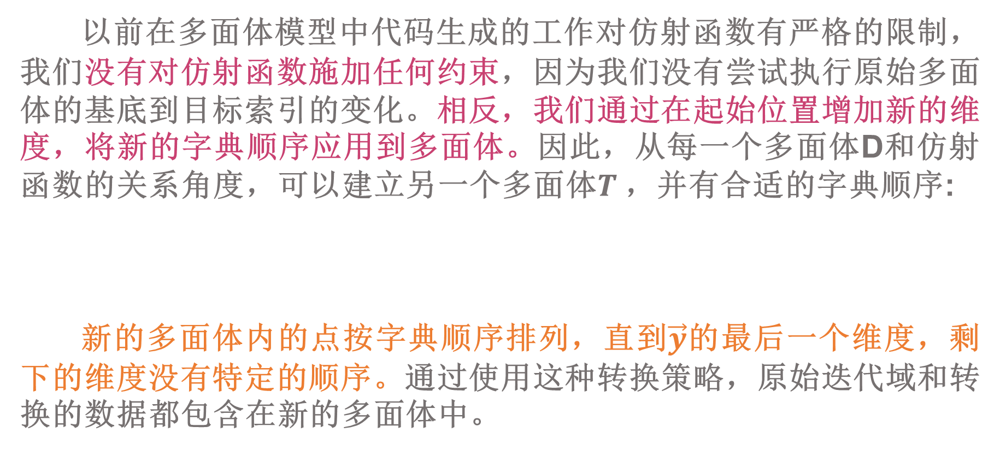 以前在多面体模型中代码生成的工作对仿射函数有严格的限制，
我们没有对仿射函数施加任何约束，因为我们没有尝试执行原始多面
体的基底到目标索引的变化。相反，我们通过在起始位置增加新的维
度，将新的字典顺序应用到多面体。因此，从每一个多面体D和仿射
函数的关系角度，可以建立另一个多面体T ，并有合适的字典顺序:
新的多面体内的点按字典顺序排列，直到y⃗的最后一个维度，剩
下的维度没有特定的顺序。通过使用这种转换策略，原始迭代域和转
换的数据都包含在新的多面体中。